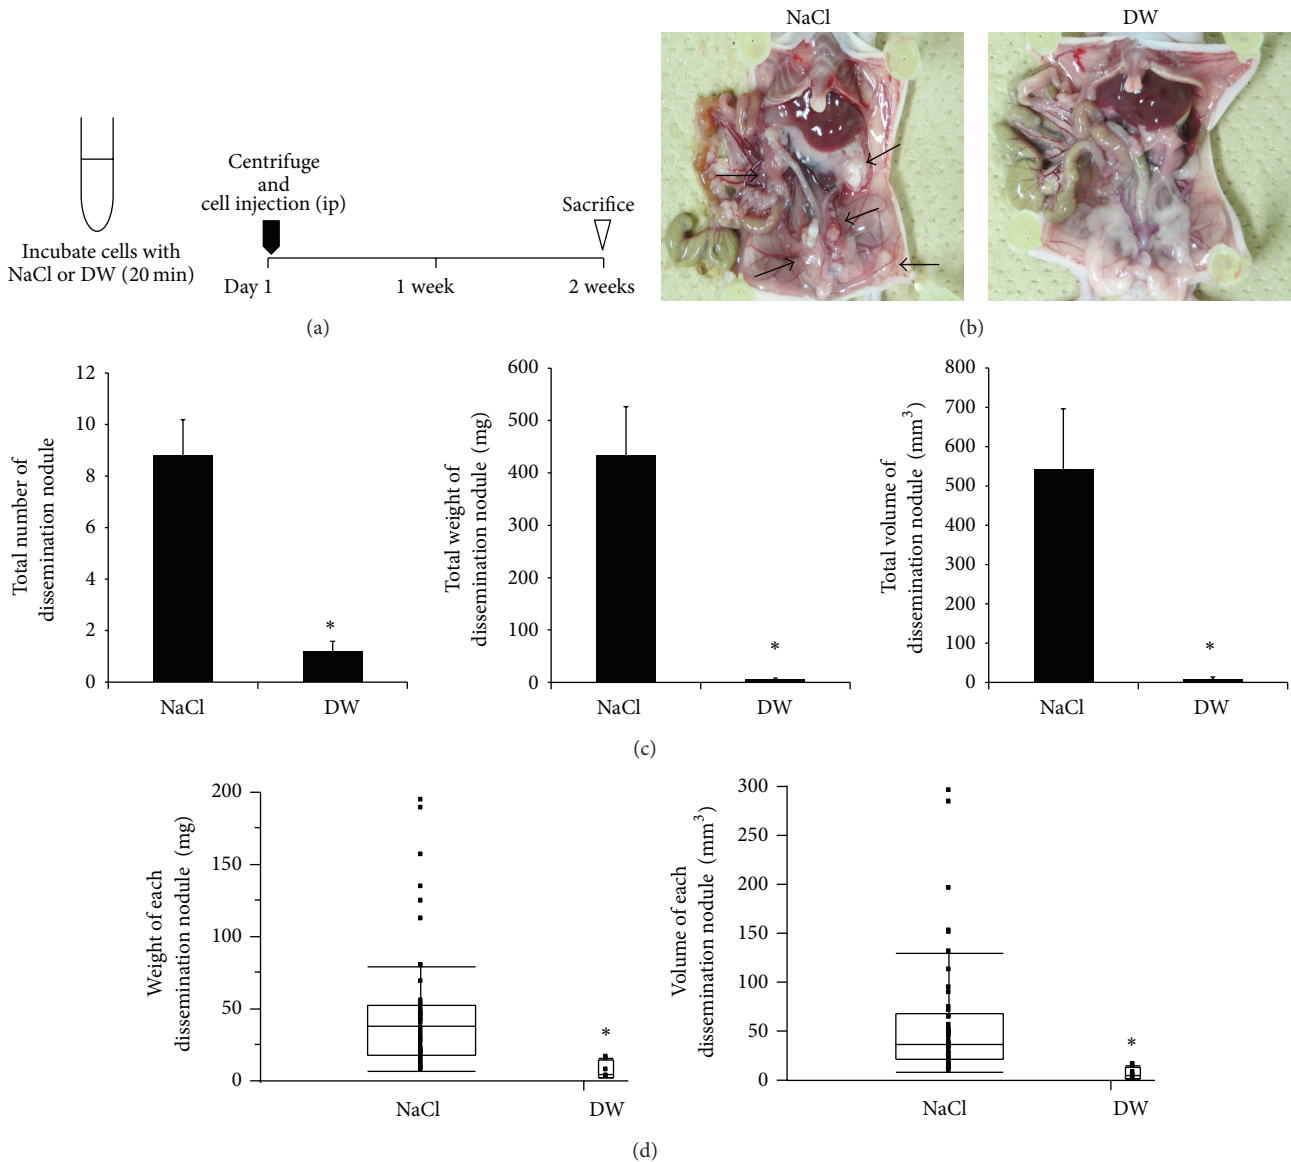 Incubate cells with
NaCl or DW (20 min)
Centrifuge
and
cell injection (ip)
Sacrifice
Day 1
1 week
2 weeks
(a)
NaCl
DW
(b)
Total number of
dissemination nodule
12
10
8
6
4
2
0
*
NaCl
DW
Total weight of
dissemination nodule (mg)
600
500
400
300
200
100
0
*
NaCl
DW
Total volume of
dissemination nodule (mm³)
800
700
600
500
400
300
200
100
0
*
NaCl
DW
(c)
Weight of each
dissemination nodule (mg)
200
150
100
50
0
*
NaCl
DW
Volume of each
dissemination nodule (mm³)
300
250
200
150
100
50
0
*
NaCl
DW
(d)